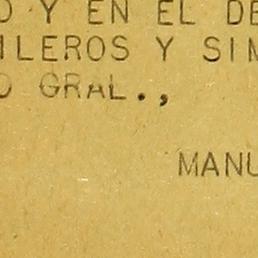 Y EN EL DE
ILEROS Y SIM
O GRAL.,
MANU